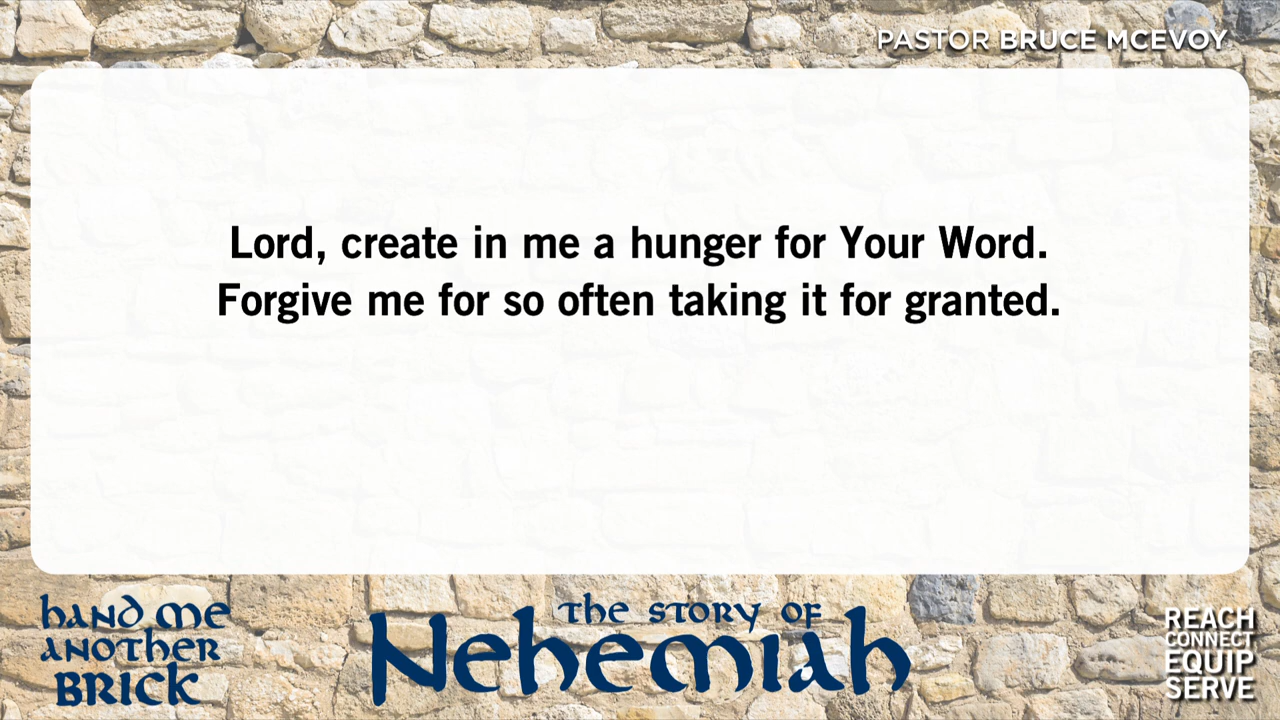 PASTOR BRUCE MCEVOY
Lord, create in me a hunger for Your Word.
Forgive me for so often taking it for granted.
hand me
another
brick
the story of
Nehemiah
REACH
CONNECT
EQUIP
SERVE